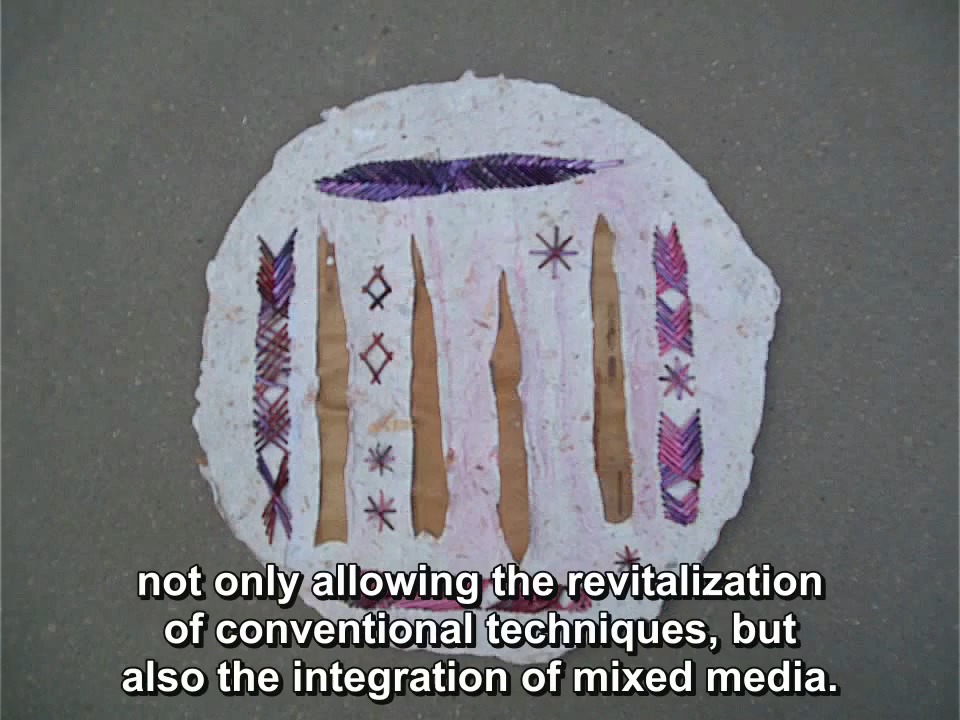 not only allowing the revitalization
of conventional techniques, but
also the integration of mixed media.